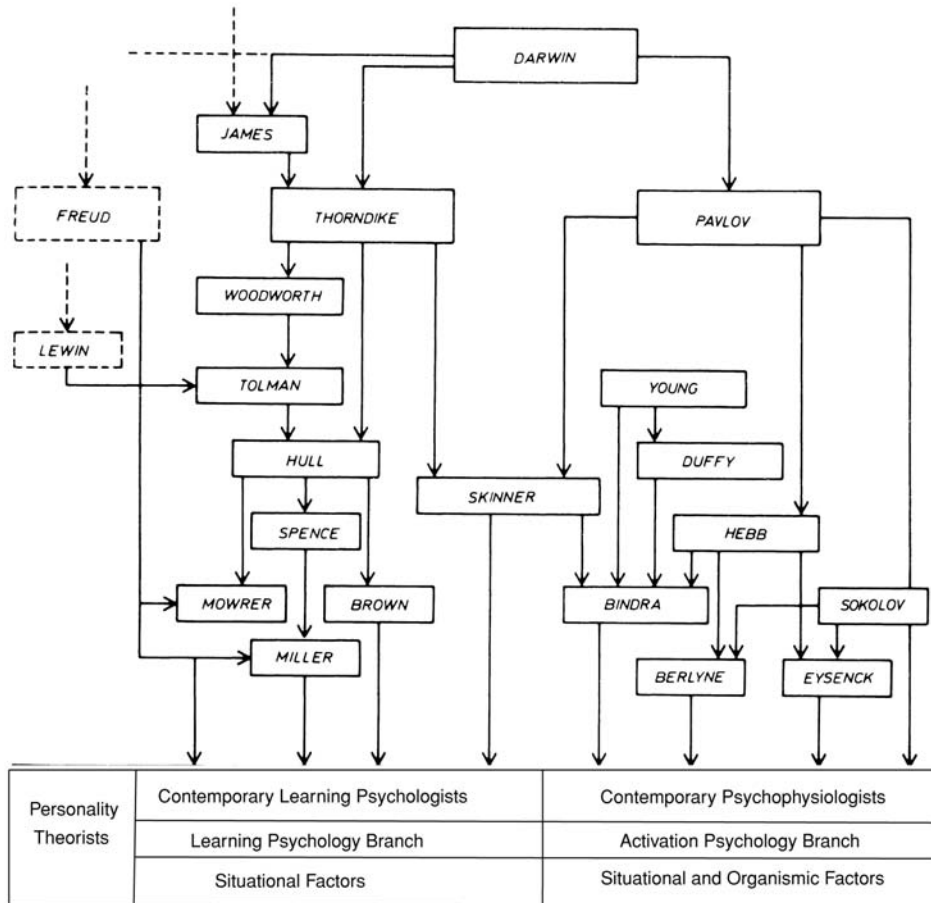 DARWIN
JAMES
FREUD
THORNDIKE
PAVLOV
WOODWORTH
LEWIN
TOLMAN
YOUNG
HULL
DUFFY
SKINNER
SPENCE
HEBB
MOWRER
BROWN
BINDRA
SOKOLOV
MILLER
BERLYNE
EYSENCK
Personality
Theorists
Contemporary Learning Psychologists
Contemporary Psychophysiologists
Learning Psychology Branch
Activation Psychology Branch
Situational Factors
Situational and Organismic Factors